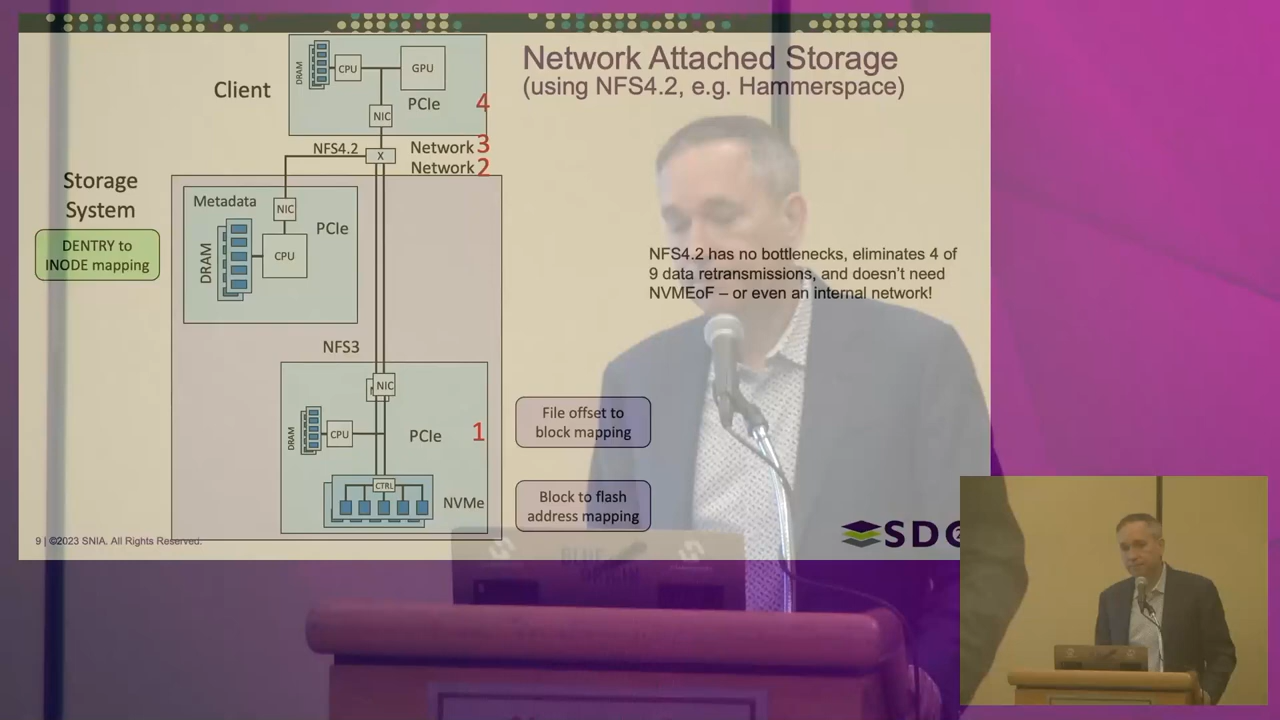 Network Attached Storage
(using NFS4.2, e.g. Hammerspace)
Client
DRAM
CPU
GPU
PCIe
4
NIC
NFS4.2
X
Network 3
Network 2
Storage
System
DENTRY to
INODE mapping
Metadata
NIC
PCIe
DRAM
CPU
NFS4.2 has no bottlenecks, eliminates 4 of
9 data retransmissions, and doesn't need
NVMEoF – or even an internal network!
NFS3
NIC
DRAM
CPU
PCIe
1
File offset to
block mapping
CTRL
NVMe
Block to flash
address mapping
9 | ©2023 SNIA. All Rights Reserved.
SDC